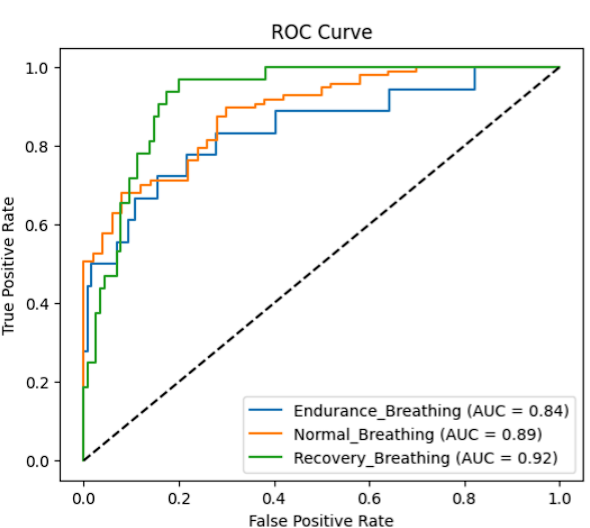 ROC Curve
1.0
0.8
0.6
0.4
0.2
0.0
True Positive Rate
Endurance_Breathing (AUC = 0.84)
Normal_Breathing (AUC = 0.89)
Recovery_Breathing (AUC = 0.92)
0.0 0.2 0.4 0.6 0.8 1.0
False Positive Rate